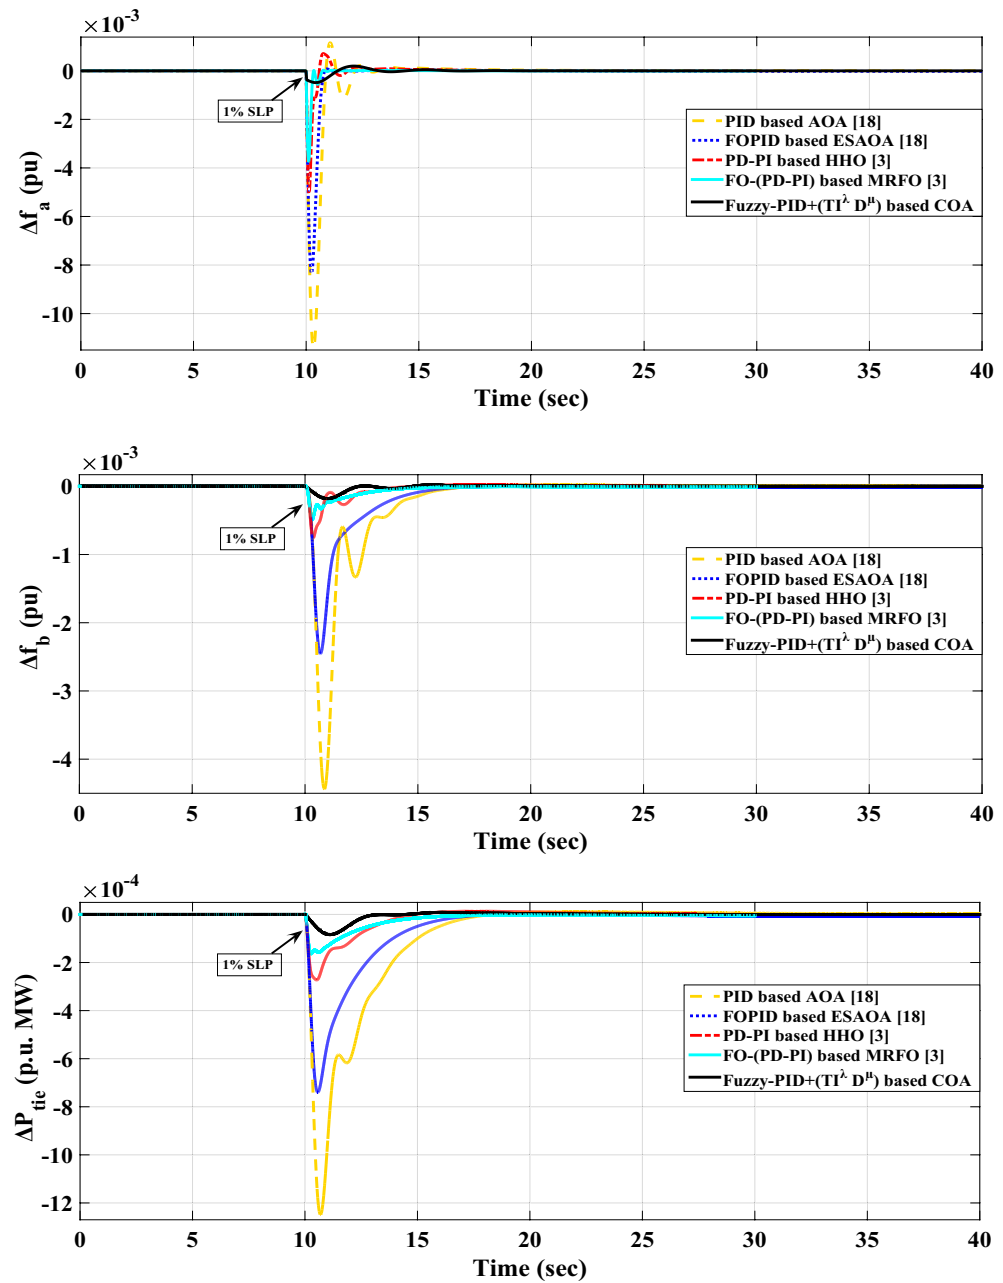 ×10⁻³
0
-2
-4
-6
-8
-10
Δf_a (pu)
1% SLP
PID based AOA [18]
FOPID based ESAOA [18]
PD-PI based HHO [3]
FO-(PD-PI) based MRFO [3]
Fuzzy-PID+(TI^λ D^μ) based COA
0 5 10 15 20 25 30 35 40
Time (sec)
×10⁻³
0
-1
-2
-3
-4
Δf_b (pu)
1% SLP
PID based AOA [18]
FOPID based ESAOA [18]
PD-PI based HHO [3]
FO-(PD-PI) based MRFO [3]
Fuzzy-PID+(TI^λ D^μ) based COA
0 5 10 15 20 25 30 35 40
Time (sec)
×10⁻⁴
0
-2
-4
-6
-8
-10
-12
ΔP_tie (p.u. MW)
1% SLP
PID based AOA [18]
FOPID based ESAOA [18]
PD-PI based HHO [3]
FO-(PD-PI) based MRFO [3]
Fuzzy-PID+(TI^λ D^μ) based COA
0 5 10 15 20 25 30 35 40
Time (sec)